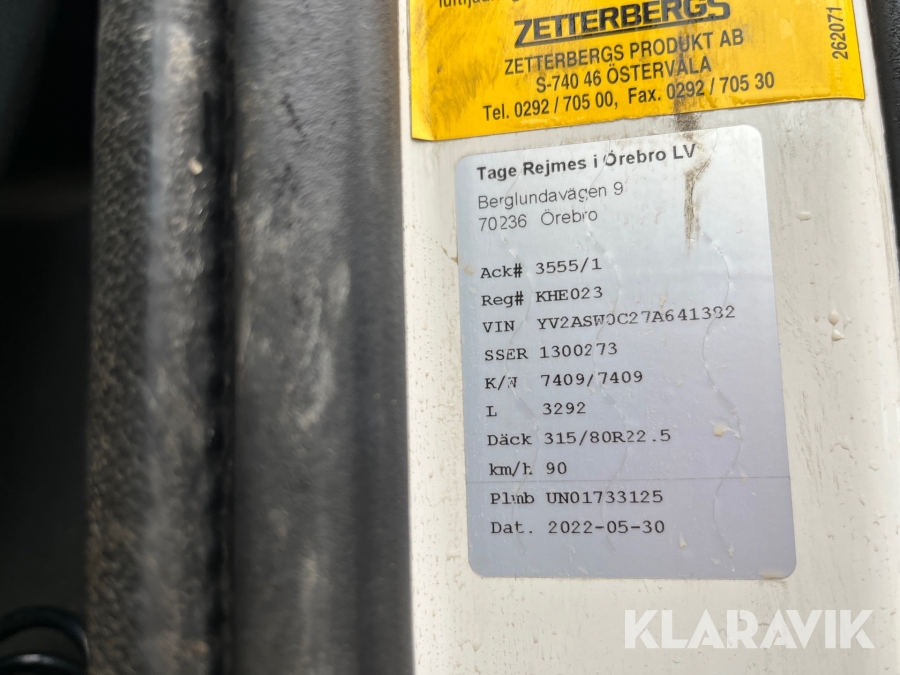 ZETTERBERGS
ZETTERBERGS PRODUKT AB
S-740 46 ÖSTERVÅLA
Tel. 0292 / 705 00, Fax. 0292 / 705 30
262071
Tage Rejmes i Örebro LV
Berglundavägen 9
70236 Örebro
Ack# 3555/1
Reg# KHE023
VIN YV2ASW0C27A641382
SSER 1300273
K/W 7409/7409
L 3292
Däck 315/80R22.5
km/h 90
Plmb UN01733125
Dat. 2022-05-30
KLARAVIK